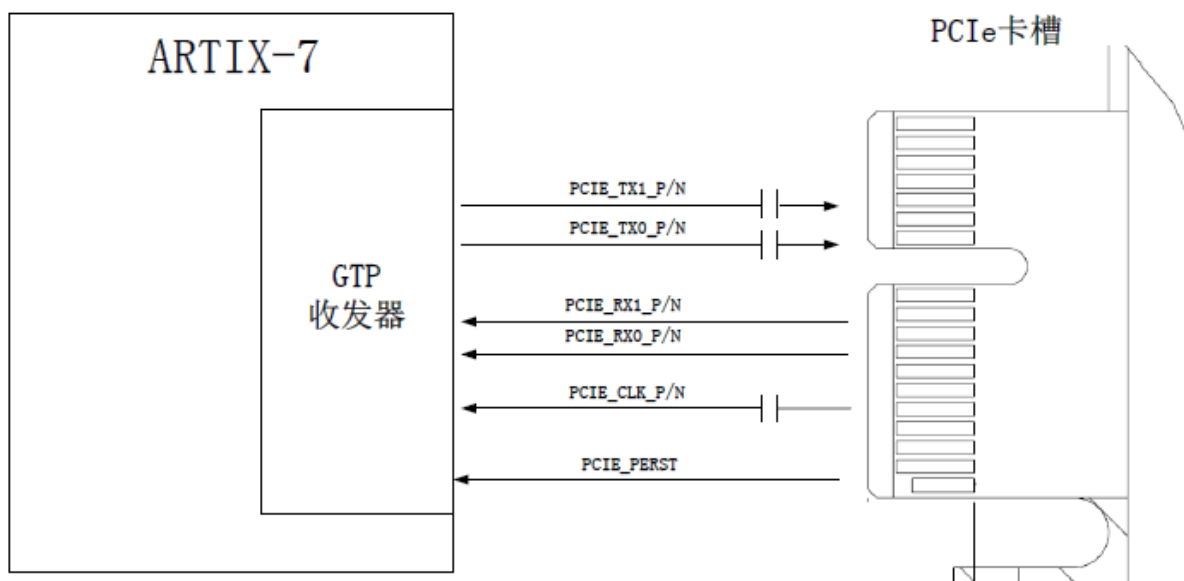 PCIe卡槽
ARTIX-7
PCIE_TX1_P/N
PCIE_TX0_P/N
GTP
收发器
PCIE_RX1_P/N
PCIE_RX0_P/N
PCIE_CLK_P/N
PCIE_PERST